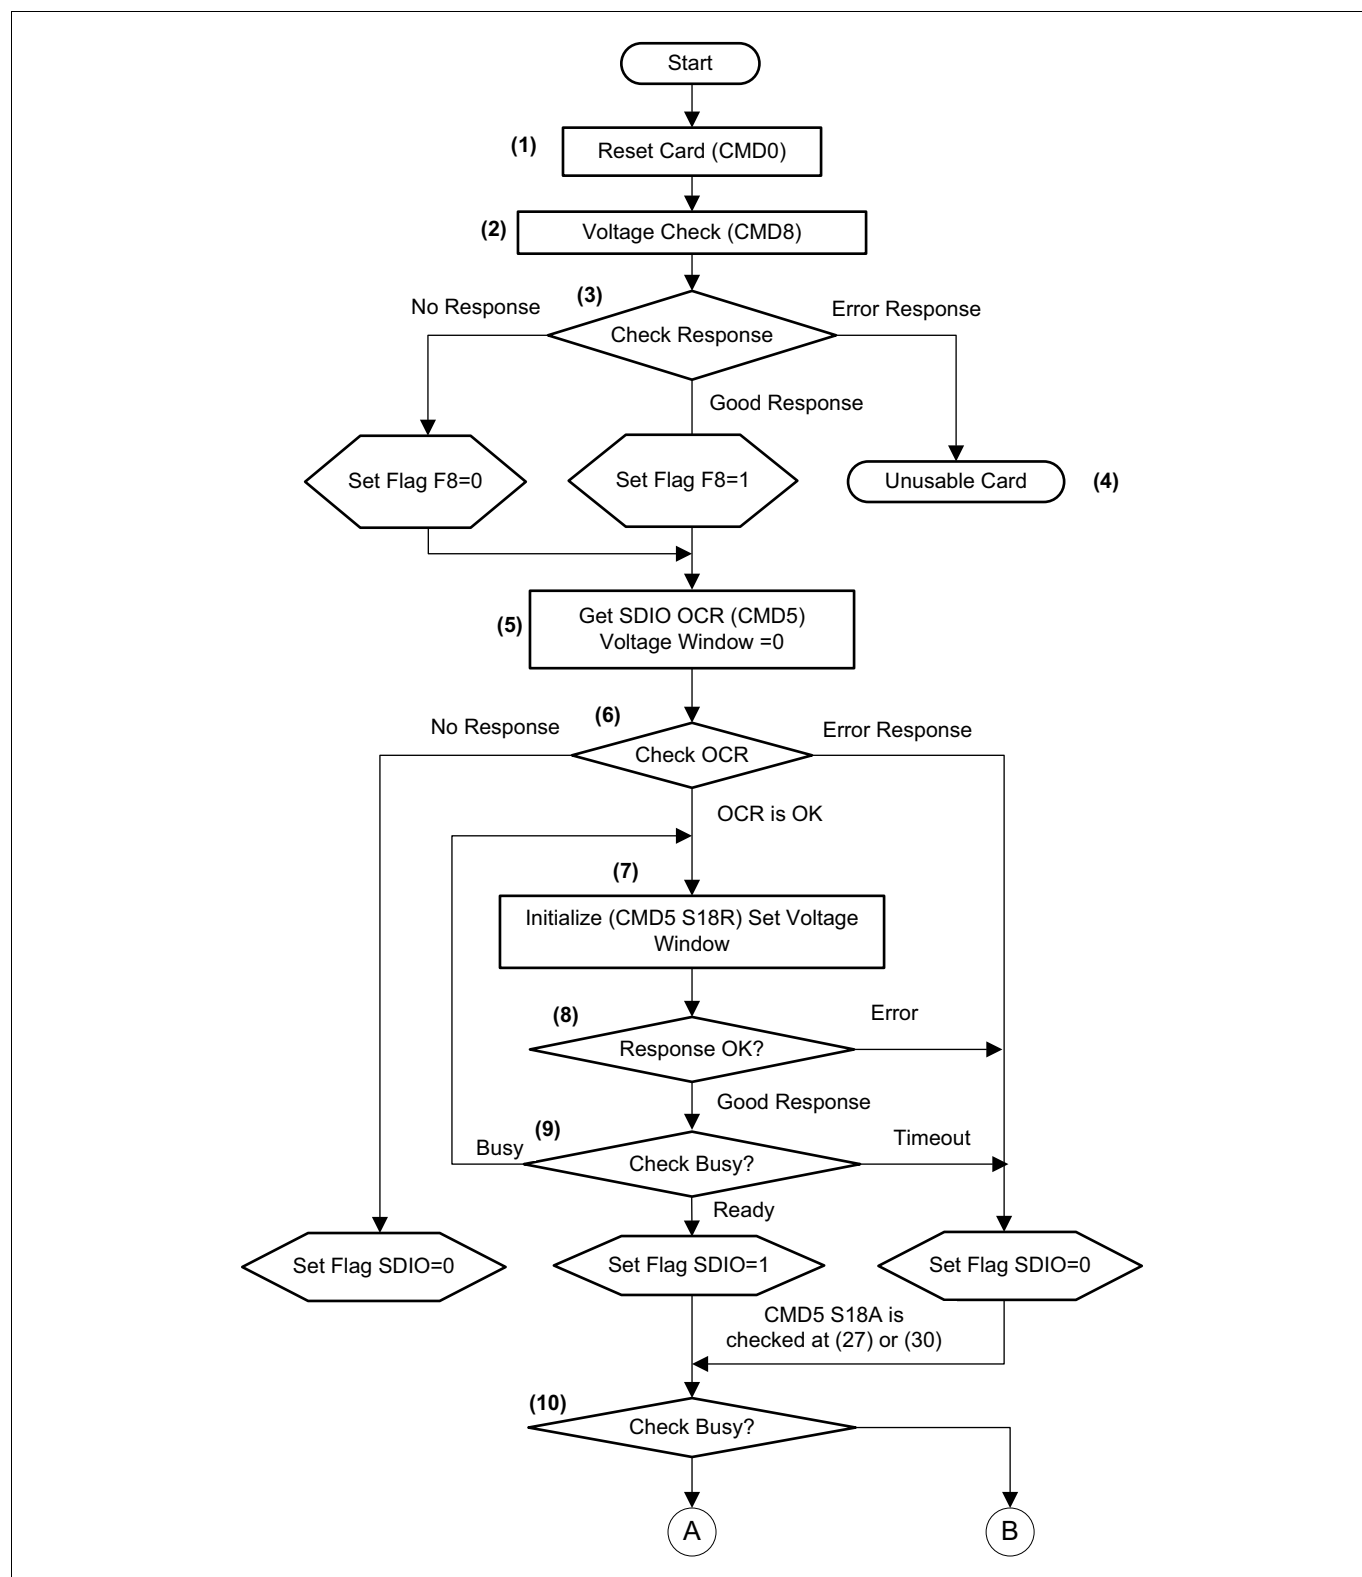 Start
(1)
Reset Card (CMD0)
(2)
Voltage Check (CMD8)
(3)
No Response
Error Response
Check Response
Good Response
Set Flag F8=0
Set Flag F8=1
Unusable Card
(4)
(5)
Get SDIO OCR (CMD5)
Voltage Window =0
(6)
No Response
Error Response
Check OCR
OCR is OK
(7)
Initialize (CMD5 S18R) Set Voltage
Window
(8)
Error
Response OK?
Good Response
(9)
Timeout
Busy
Check Busy?
Ready
Set Flag SDIO=0
Set Flag SDIO=1
Set Flag SDIO=0
CMD5 S18A is
checked at (27) or (30)
(10)
Check Busy?
A
B